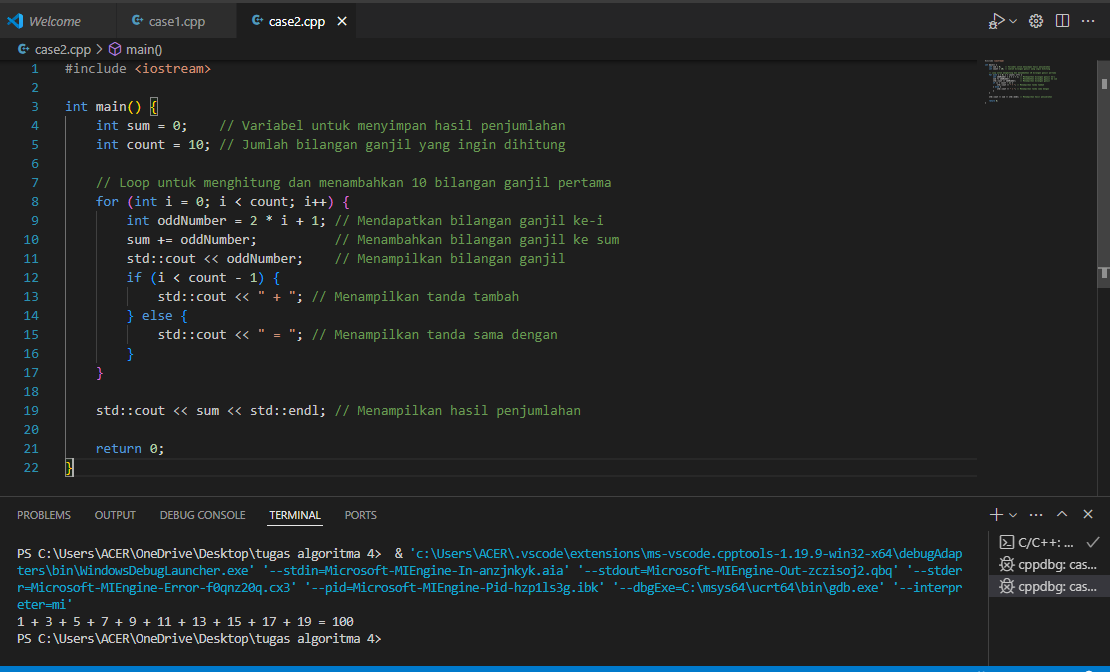 Welcome case1.cpp case2.cpp
case2.cpp > main()
1 #include <iostream>
2
3 int main() {
4 int sum = 0; // Variabel untuk menyimpan hasil penjumlahan
5 int count = 10; // Jumlah bilangan ganjil yang ingin dihitung
6
7 // Loop untuk menghitung dan menambahkan 10 bilangan ganjil pertama
8 for (int i = 0; i < count; i++) {
9 int oddNumber = 2 * i + 1; // Mendapatkan bilangan ganjil ke-i
10 sum += oddNumber; // Menambahkan bilangan ganjil ke sum
11 std::cout << oddNumber; // Menampilkan bilangan ganjil
12 if (i < count - 1) {
13 std::cout << " + "; // Menampilkan tanda tambah
14 } else {
15 std::cout << " = "; // Menampilkan tanda sama dengan
16 }
17 }
18
19 std::cout << sum << std::endl; // Menampilkan hasil penjumlahan
20
21 return 0;
22 }
PROBLEMS OUTPUT DEBUG CONSOLE TERMINAL PORTS
PS C:\Users\ACER\OneDrive\Desktop\tugas algoritma 4> & 'c:\Users\ACER\.vscode\extensions\ms-vscode.cpptools-1.19.9-win32-x64\debugAdap
ters\bin\WindowsDebugLauncher.exe' '--stdin=Microsoft-MIEngine-In-anzjnkyk.aia' '--stdout=Microsoft-MIEngine-Out-zczisoj2.qbq' '--stder
r=Microsoft-MIEngine-Error-f0qnz20q.cx3' '--pid=Microsoft-MIEngine-Pid-hzp1ls3g.ibk' '--dbgExe=C:\msys64\ucrt64\bin\gdb.exe' '--interpr
eter=mi'
1 + 3 + 5 + 7 + 9 + 11 + 13 + 15 + 17 + 19 = 100
PS C:\Users\ACER\OneDrive\Desktop\tugas algoritma 4>
C/C++: ...
cppdbg: cas...
cppdbg: cas...